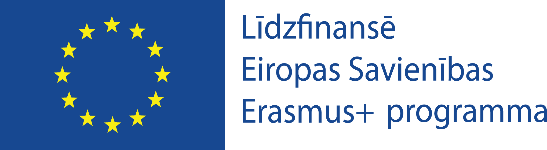 Līdzfinansē
Eiropas Savienības
Erasmus+ programma